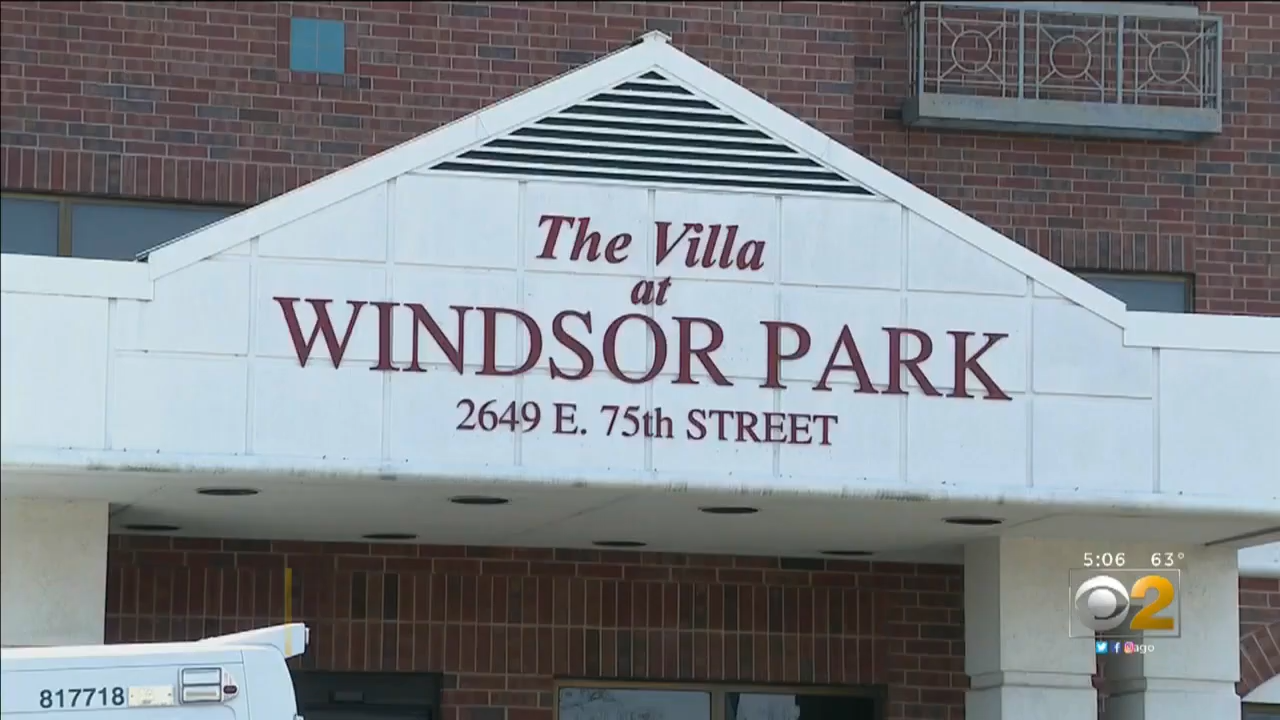 The Villa
at
WINDSOR PARK
2649 E. 75th STREET
5:06 63°
2
817718